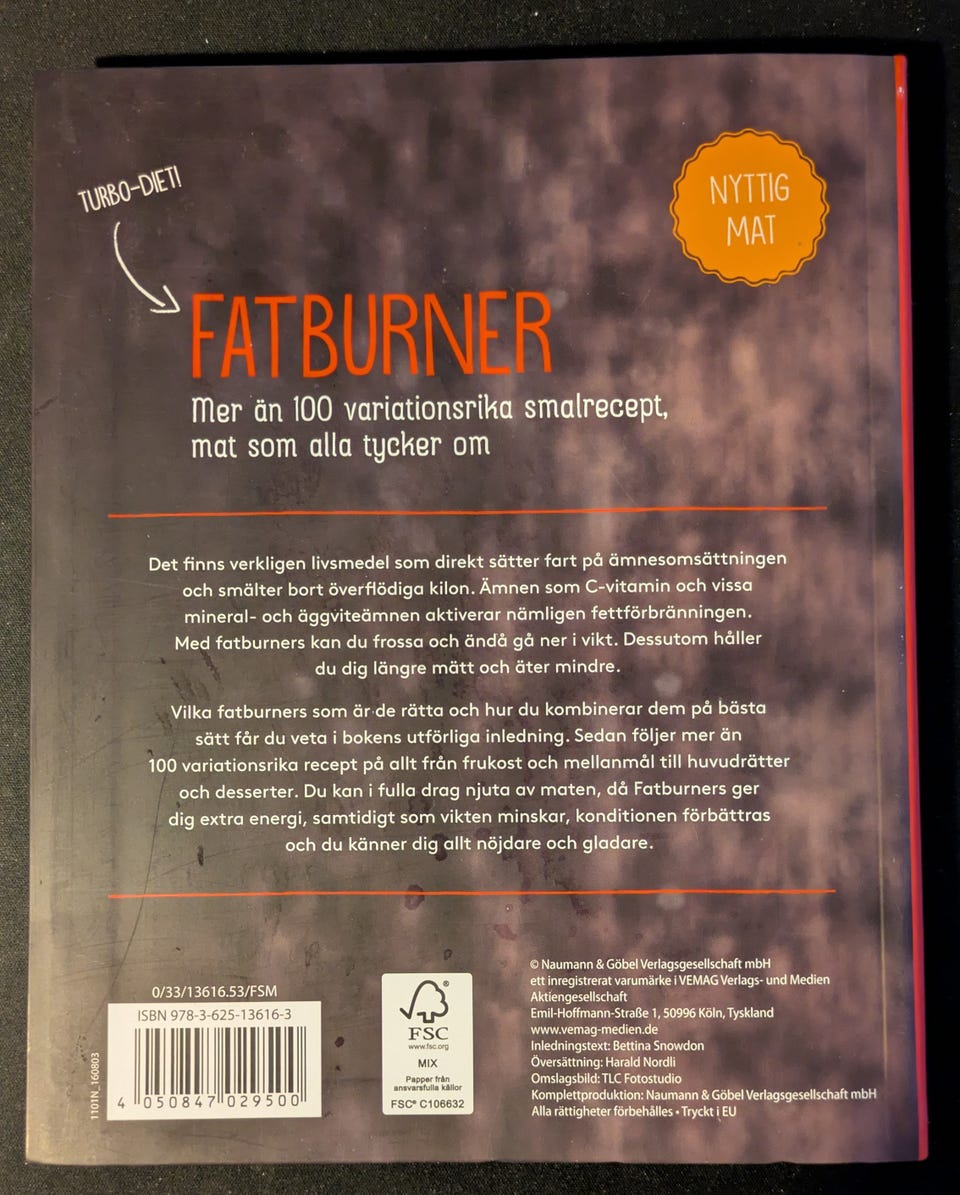 TURBO-DIET!
NYTTIG
MAT
FATBURNER
Mer än 100 variationsrika smalrecept,
mat som alla tycker om
Det finns verkligen livsmedel som direkt sätter fart på ämnesomsättningen
och smälter bort överflödiga kilon. Ämnen som C-vitamin och vissa
mineral- och äggviteämnen aktiverar nämligen fettförbränningen.
Med fatburners kan du frossa och ändå gå ner i vikt. Dessutom håller
du dig längre mätt och äter mindre.
Vilka fatburners som är de rätta och hur du kombinerar dem på bästa
sätt får du veta i bokens utförliga inledning. Sedan följer mer än
100 variationsrika recept på allt från frukost och mellanmål till huvudrätter
och desserter. Du kan i fulla drag njuta av maten, då Fatburners ger
dig extra energi, samtidigt som vikten minskar, konditionen förbättras
och du känner dig allt nöjdare och gladare.
0/33/13616.53/FSM
ISBN 978-3-625-13616-3
4 050847 029500
1101N_160803
FSC
www.fsc.org
MIX
Papper från
ansvarsfulla källor
FSC® C106632
© Naumann & Göbel Verlagsgesellschaft mbH
ett inregistrerat varumärke i VEMAG Verlags- und Medien
Aktiengesellschaft
Emil-Hoffmann-Straße 1, 50996 Köln, Tyskland
www.vemag-medien.de
Inledningstext: Bettina Snowdon
Översättning: Harald Nordli
Omslagsbild: TLC Fotostudio
Komplettproduktion: Naumann & Göbel Verlagsgesellschaft mbH
Alla rättigheter förbehålles • Tryckt i EU